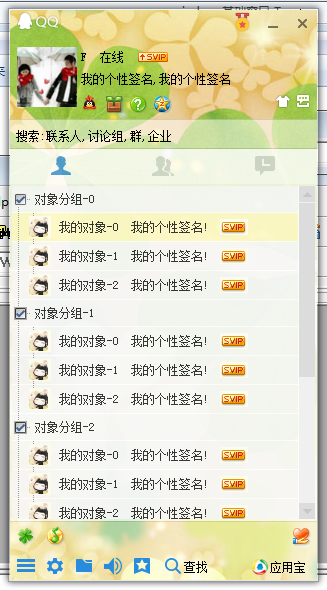 QQ
F 在线 SVIP
我的个性签名,我的个性签名
搜索:联系人,讨论组,群,企业
对象分组-0
我的对象-0 我的个性签名! SVIP
我的对象-1 我的个性签名! SVIP
我的对象-2 我的个性签名! SVIP
对象分组-1
我的对象-0 我的个性签名! SVIP
我的对象-1 我的个性签名! SVIP
我的对象-2 我的个性签名! SVIP
对象分组-2
我的对象-0 我的个性签名! SVIP
我的对象-1 我的个性签名! SVIP
我的对象-2 我的个性签名! SVIP
查找 应用宝